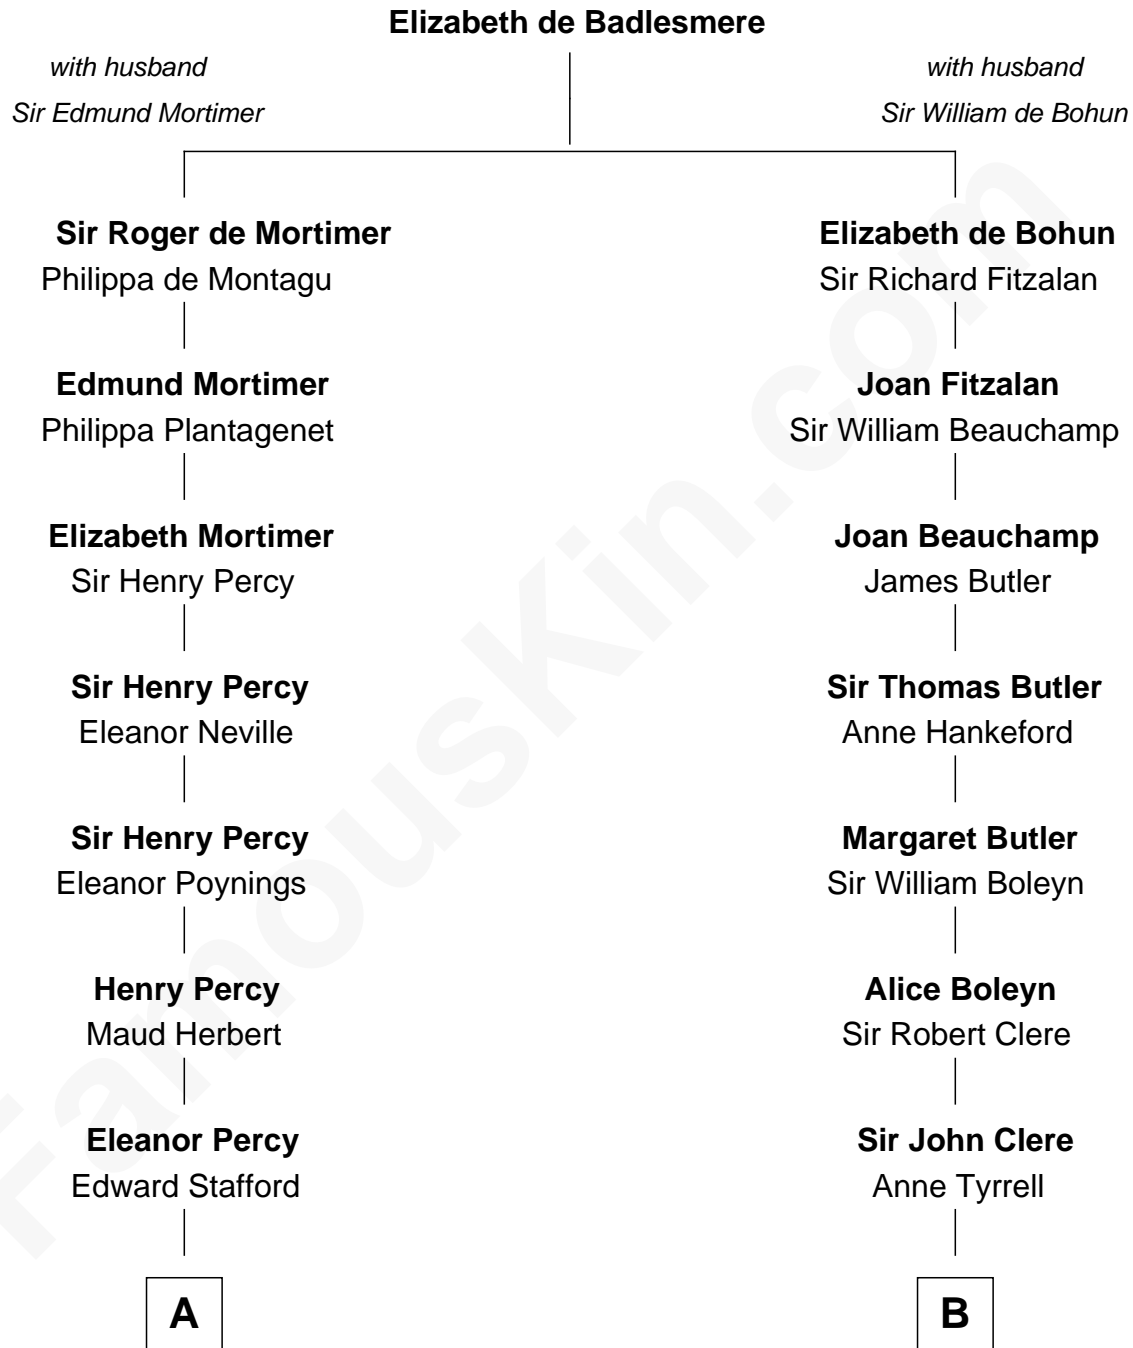 Elizabeth de Badlesmere
with husband
Sir Edmund Mortimer
with husband
Sir William de Bohun
Sir Roger de Mortimer
Philippa de Montagu
Elizabeth de Bohun
Sir Richard Fitzalan
Edmund Mortimer
Philippa Plantagenet
Joan Fitzalan
Sir William Beauchamp
Elizabeth Mortimer
Sir Henry Percy
Joan Beauchamp
James Butler
Sir Henry Percy
Eleanor Neville
Sir Thomas Butler
Anne Hankeford
Sir Henry Percy
Eleanor Poynings
Margaret Butler
Sir William Boleyn
Henry Percy
Maud Herbert
Alice Boleyn
Sir Robert Clere
Eleanor Percy
Edward Stafford
Sir John Clere
Anne Tyrrell
A
B
FamousKin.com